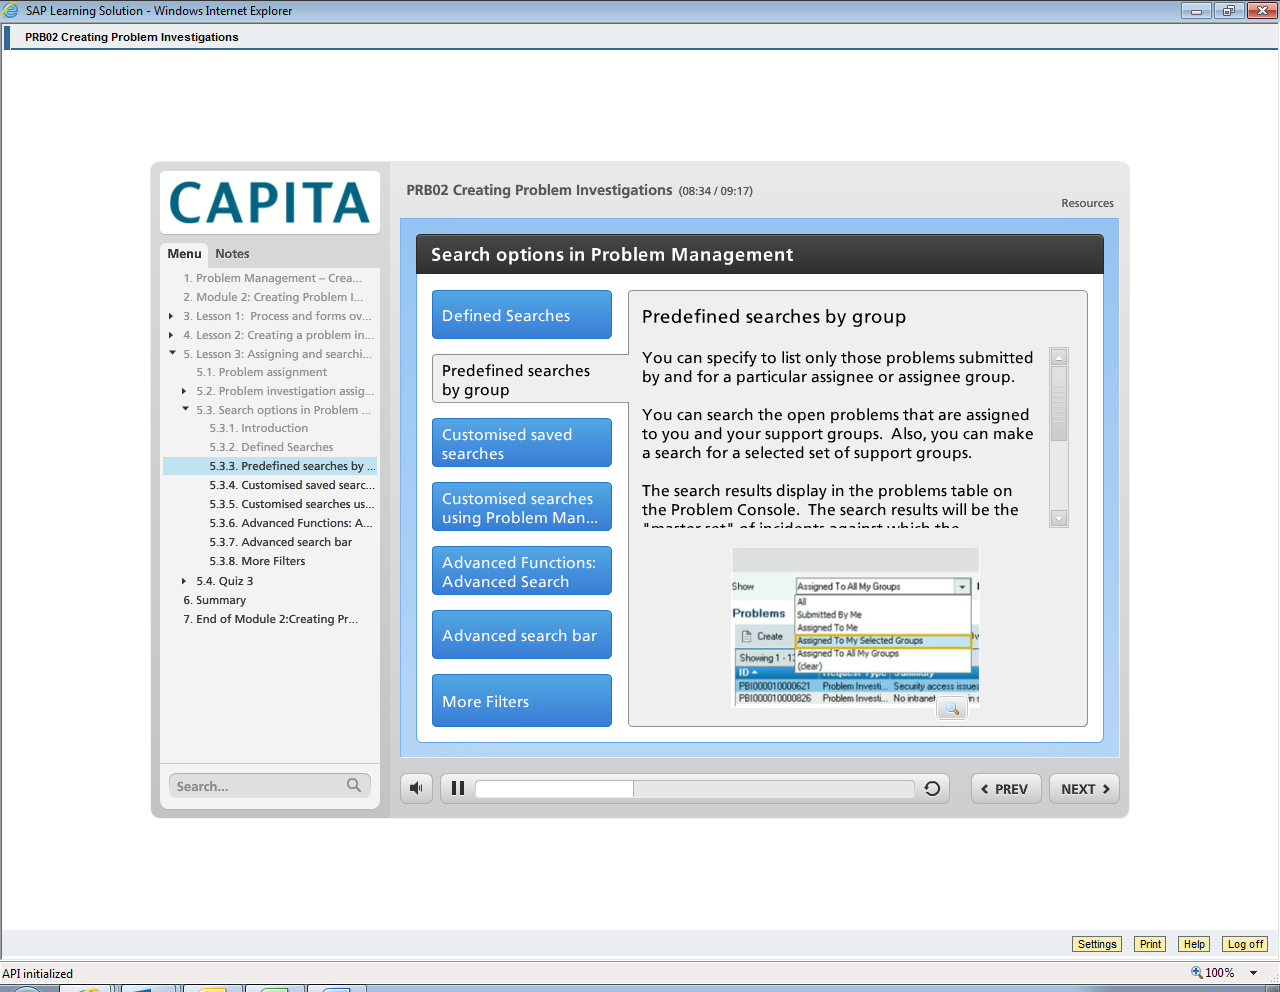 SAP Learning Solution - Windows Internet Explorer
PRB02 Creating Problem Investigations
CAPITA
PRB02 Creating Problem Investigations (08:34 / 09:17)
Resources
Menu Notes
1. Problem Management – Crea...
2. Module 2: Creating Problem I...
3. Lesson 1: Process and forms ov...
4. Lesson 2: Creating a problem in...
5. Lesson 3: Assigning and searchi...
5.1. Problem assignment
5.2. Problem investigation assig...
5.3. Search options in Problem ...
5.3.1. Introduction
5.3.2. Defined Searches
5.3.3. Predefined searches by ...
5.3.4. Customised saved searc...
5.3.5. Customised searches us...
5.3.6. Advanced Functions: A...
5.3.7. Advanced search bar
5.3.8. More Filters
5.4. Quiz 3
6. Summary
7. End of Module 2:Creating Pr...
Search...
Search options in Problem Management
Defined Searches
Predefined searches
by group
Customised saved
searches
Customised searches
using Problem Man...
Advanced Functions:
Advanced Search
Advanced search bar
More Filters
Predefined searches by group
You can specify to list only those problems submitted
by and for a particular assignee or assignee group.
You can search the open problems that are assigned
to you and your support groups. Also, you can make
a search for a selected set of support groups.
The search results display in the problems table on
the Problem Console. The search results will be the
"master set" of incidents against which the
Show Assigned To All My Groups
All
Submitted By Me
Assigned To Me
Assigned To My Selected Groups
Assigned To All My Groups
(clear)
Problems
Create
Showing 1 - 1
ID
Request Type Summary
PBI000010000621 Problem Investi... Security access issues
PBI000010000826 Problem Investi... No intranet
PREV
NEXT
Settings Print Help Log off
API initialized
100%